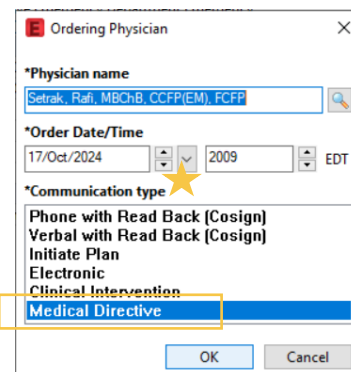 Ordering Physician
*Physician name
Setrak, Rafi, MBChB, CCFP(EM), FCFP
*Order Date/Time
17/Oct/2024 2009 EDT
*Communication type
Phone with Read Back (Cosign)
Verbal with Read Back (Cosign)
Initiate Plan
Electronic
Clinical Intervention
Medical Directive
OK Cancel